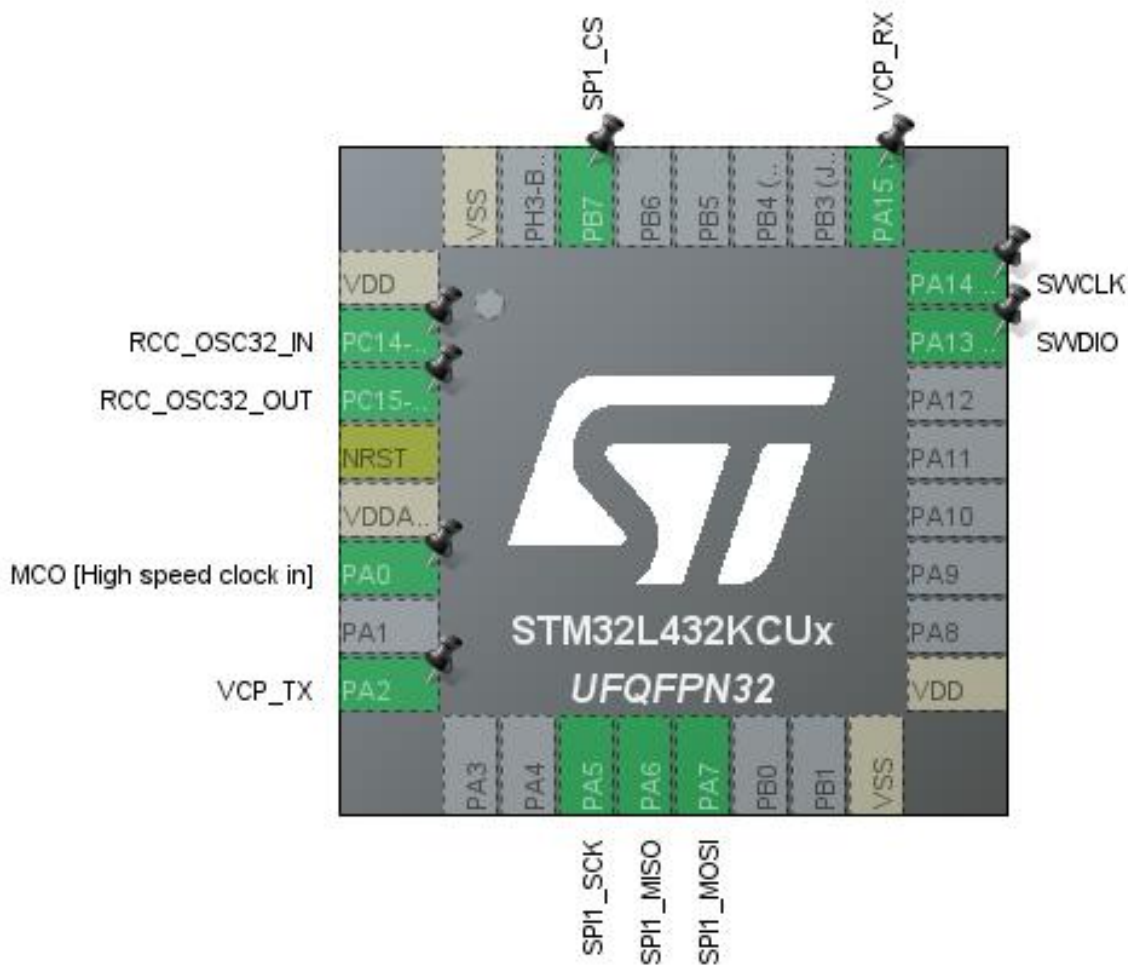 SP1_CS
VCP_RX
VSS
PH3-B..
PB7
PB6
PB5
PB4 (..
PB3 (J..
PA15 ..
VDD
PA14 ..
SWCLK
RCC_OSC32_IN
PC14-..
PA13 ..
SWDIO
RCC_OSC32_OUT
PC15-..
PA12
NRST
PA11
VDDA..
PA10
MCO [High speed clock in]
PA0
PA9
PA1
STM32L432KCUx
PA8
VCP_TX
PA2
UFQFPN32
VDD
PA3
PA4
PA5
PA6
PA7
PB0
PB1
VSS
SPI1_SCK
SPI1_MISO
SPI1_MOSI